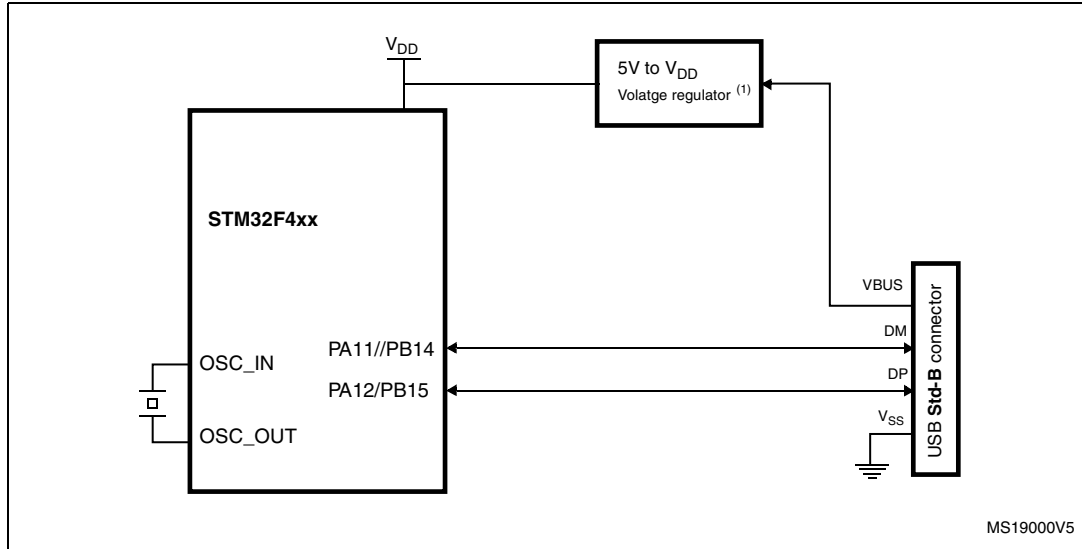 VDD
5V to VDD
Volatge regulator (1)
STM32F4xx
VBUS
DM
PA11//PB14
OSC_IN
DP
PA12/PB15
VSS
OSC_OUT
USB Std-B connector
MS19000V5